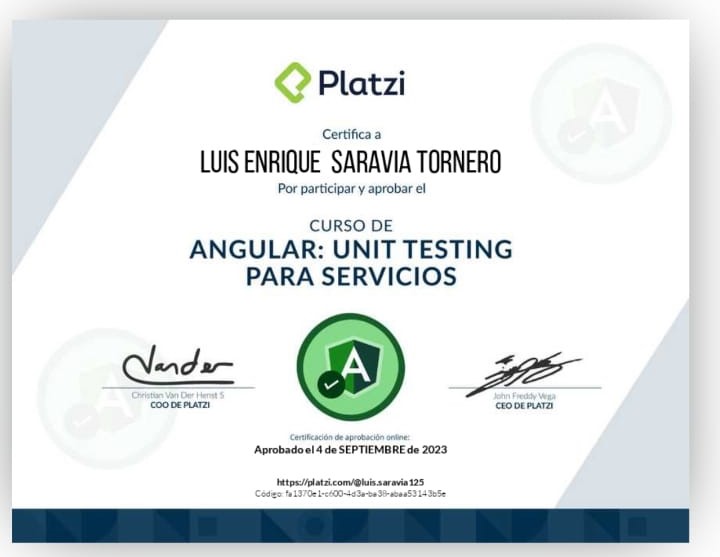 Platzi
Certifica a
LUIS ENRIQUE SARAVIA TORNERO
Por participar y aprobar el
CURSO DE
ANGULAR: UNIT TESTING
PARA SERVICIOS
A
Christian Van Der Henst S
COO DE PLATZI
John Freddy Vega
CEO DE PLATZI
Certificación de aprobación online:
Aprobado el 4 de SEPTIEMBRE de 2023
https://platzi.com/@luis.saravia125
Código: fa1370e1-c600-4d3a-ba38-abaa53143b5e